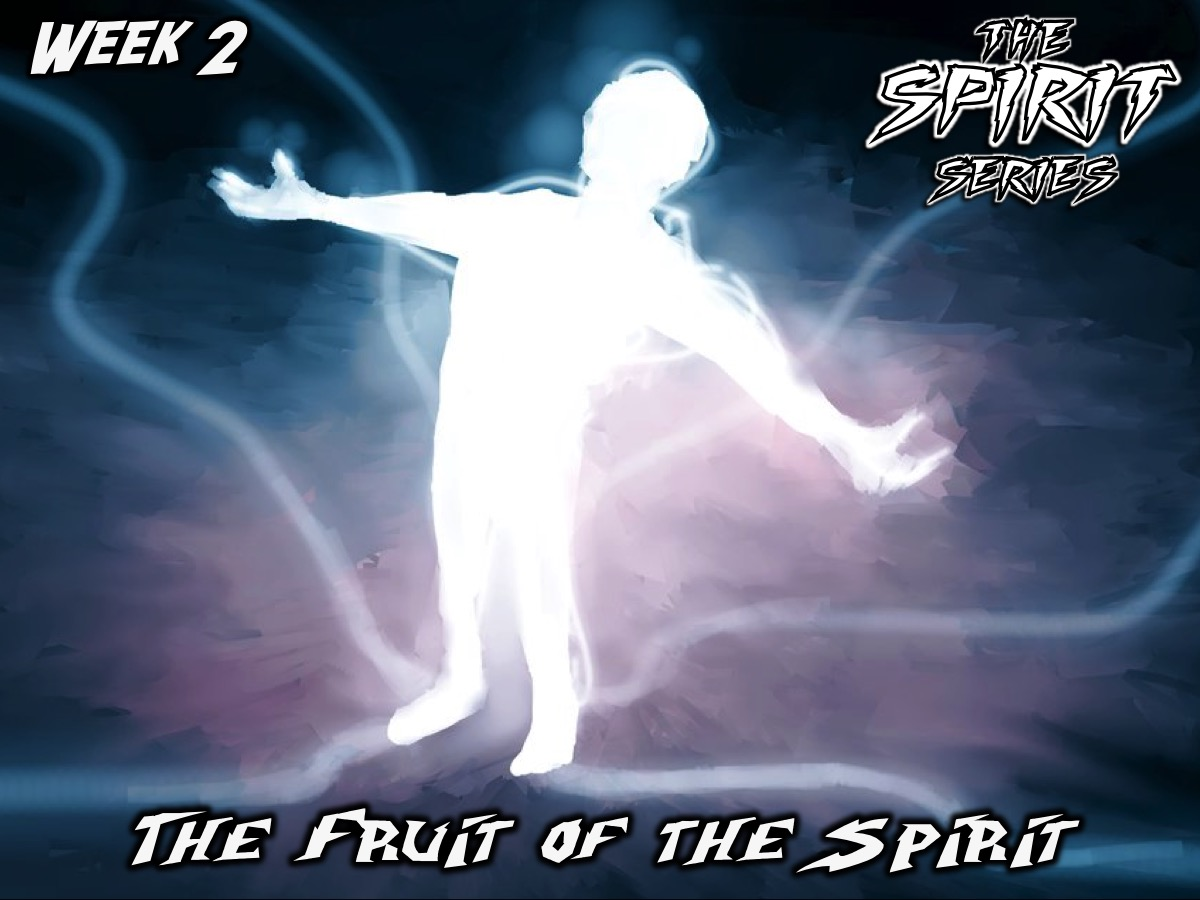 Week 2
The
Spirit
Series
The Fruit of the Spirit